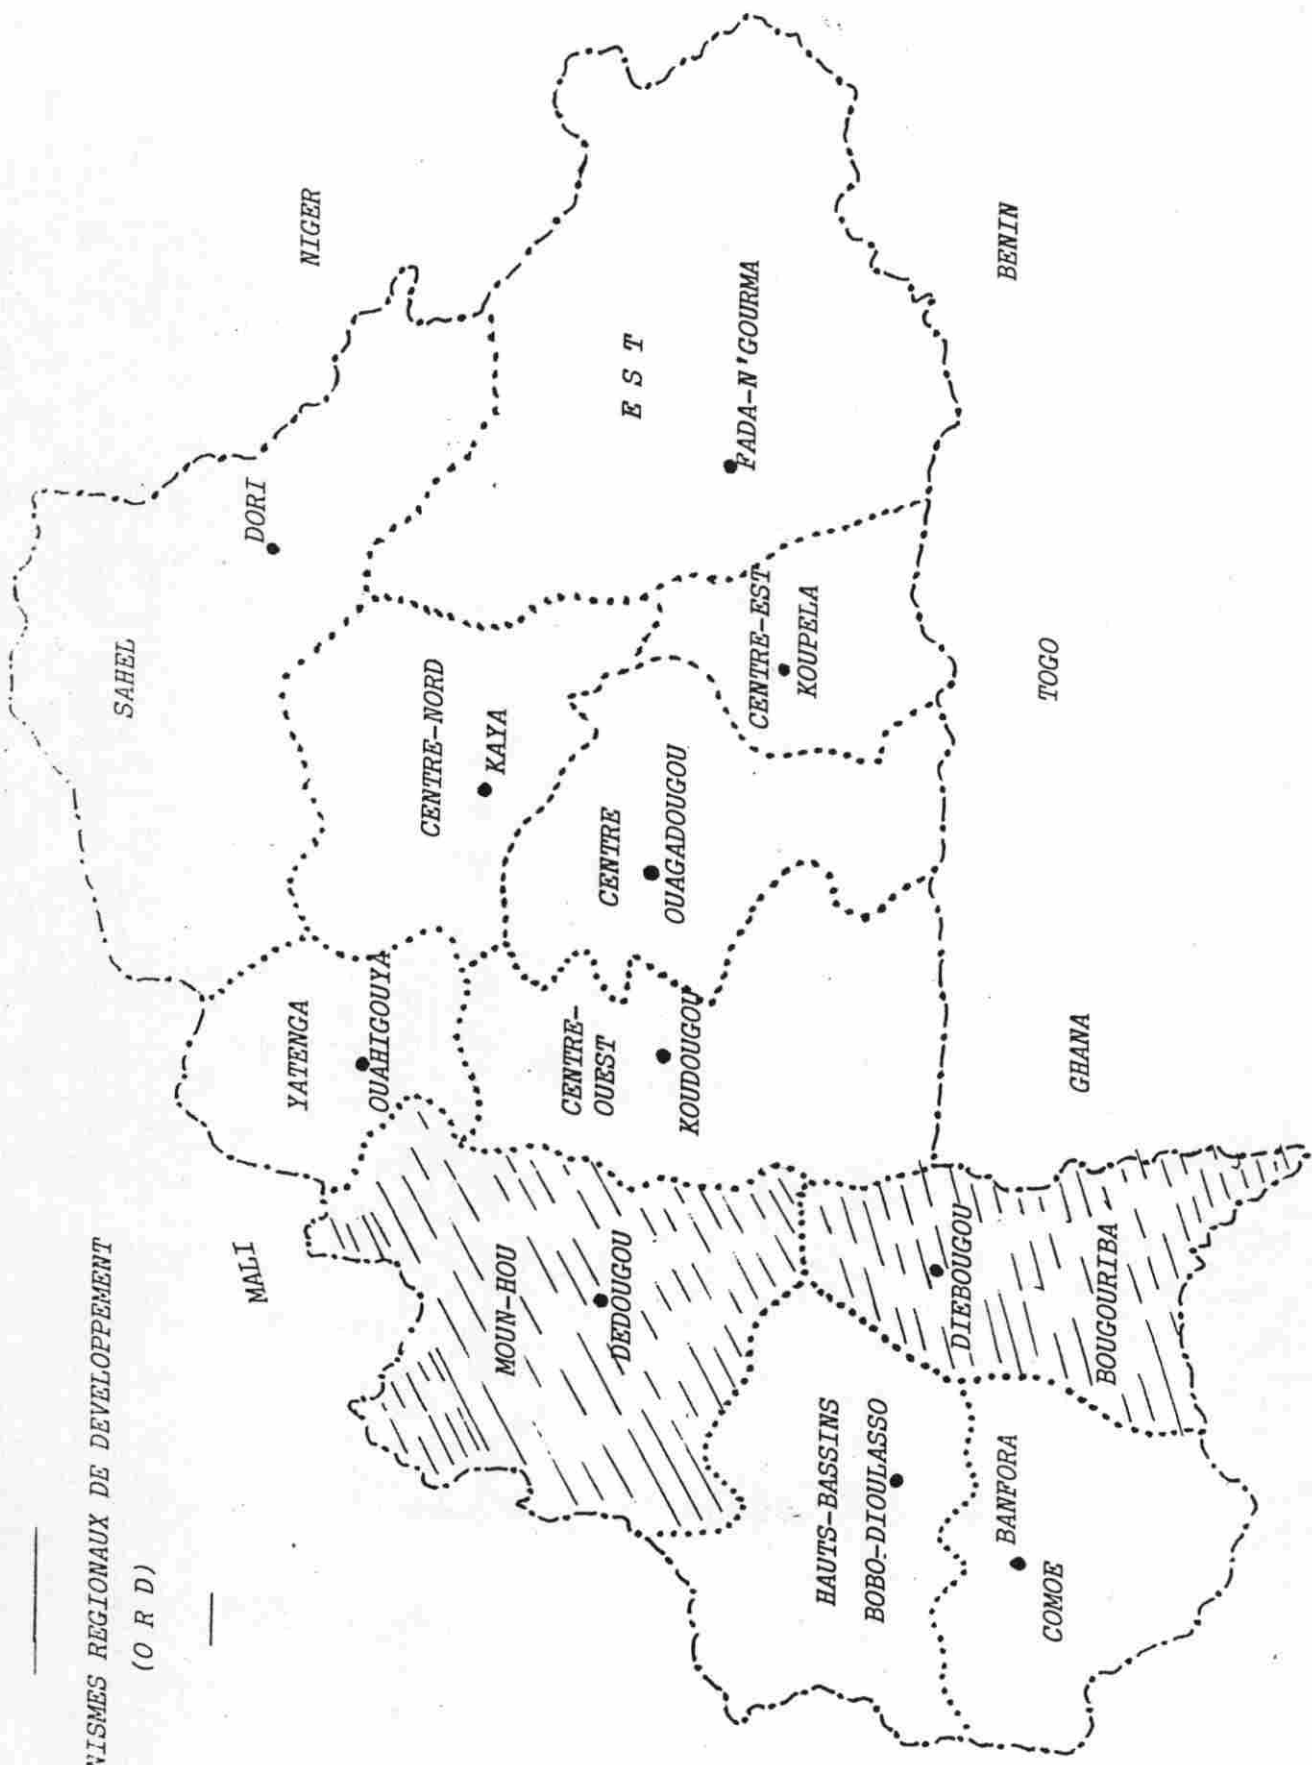 NISMES REGIONAUX DE DEVELOPPEMENT
(O R D)
MALI
NIGER
SAHEL
DORI
YATENGA
OUAHIGOUYA
CENTRE-NORD
KAYA
E S T
FADA-N'GOURMA
MOUN-HOU
DEDOUGOU
CENTRE-
OUEST
KOUDOUGOU
CENTRE
OUAGADOUGOU
CENTRE-EST
KOUPELA
HAUTS-BASSINS
BOBO-DIOULASSO
DIEBOUGOU
BOUGOURIBA
BANFORA
COMOE
GHANA
TOGO
BENIN